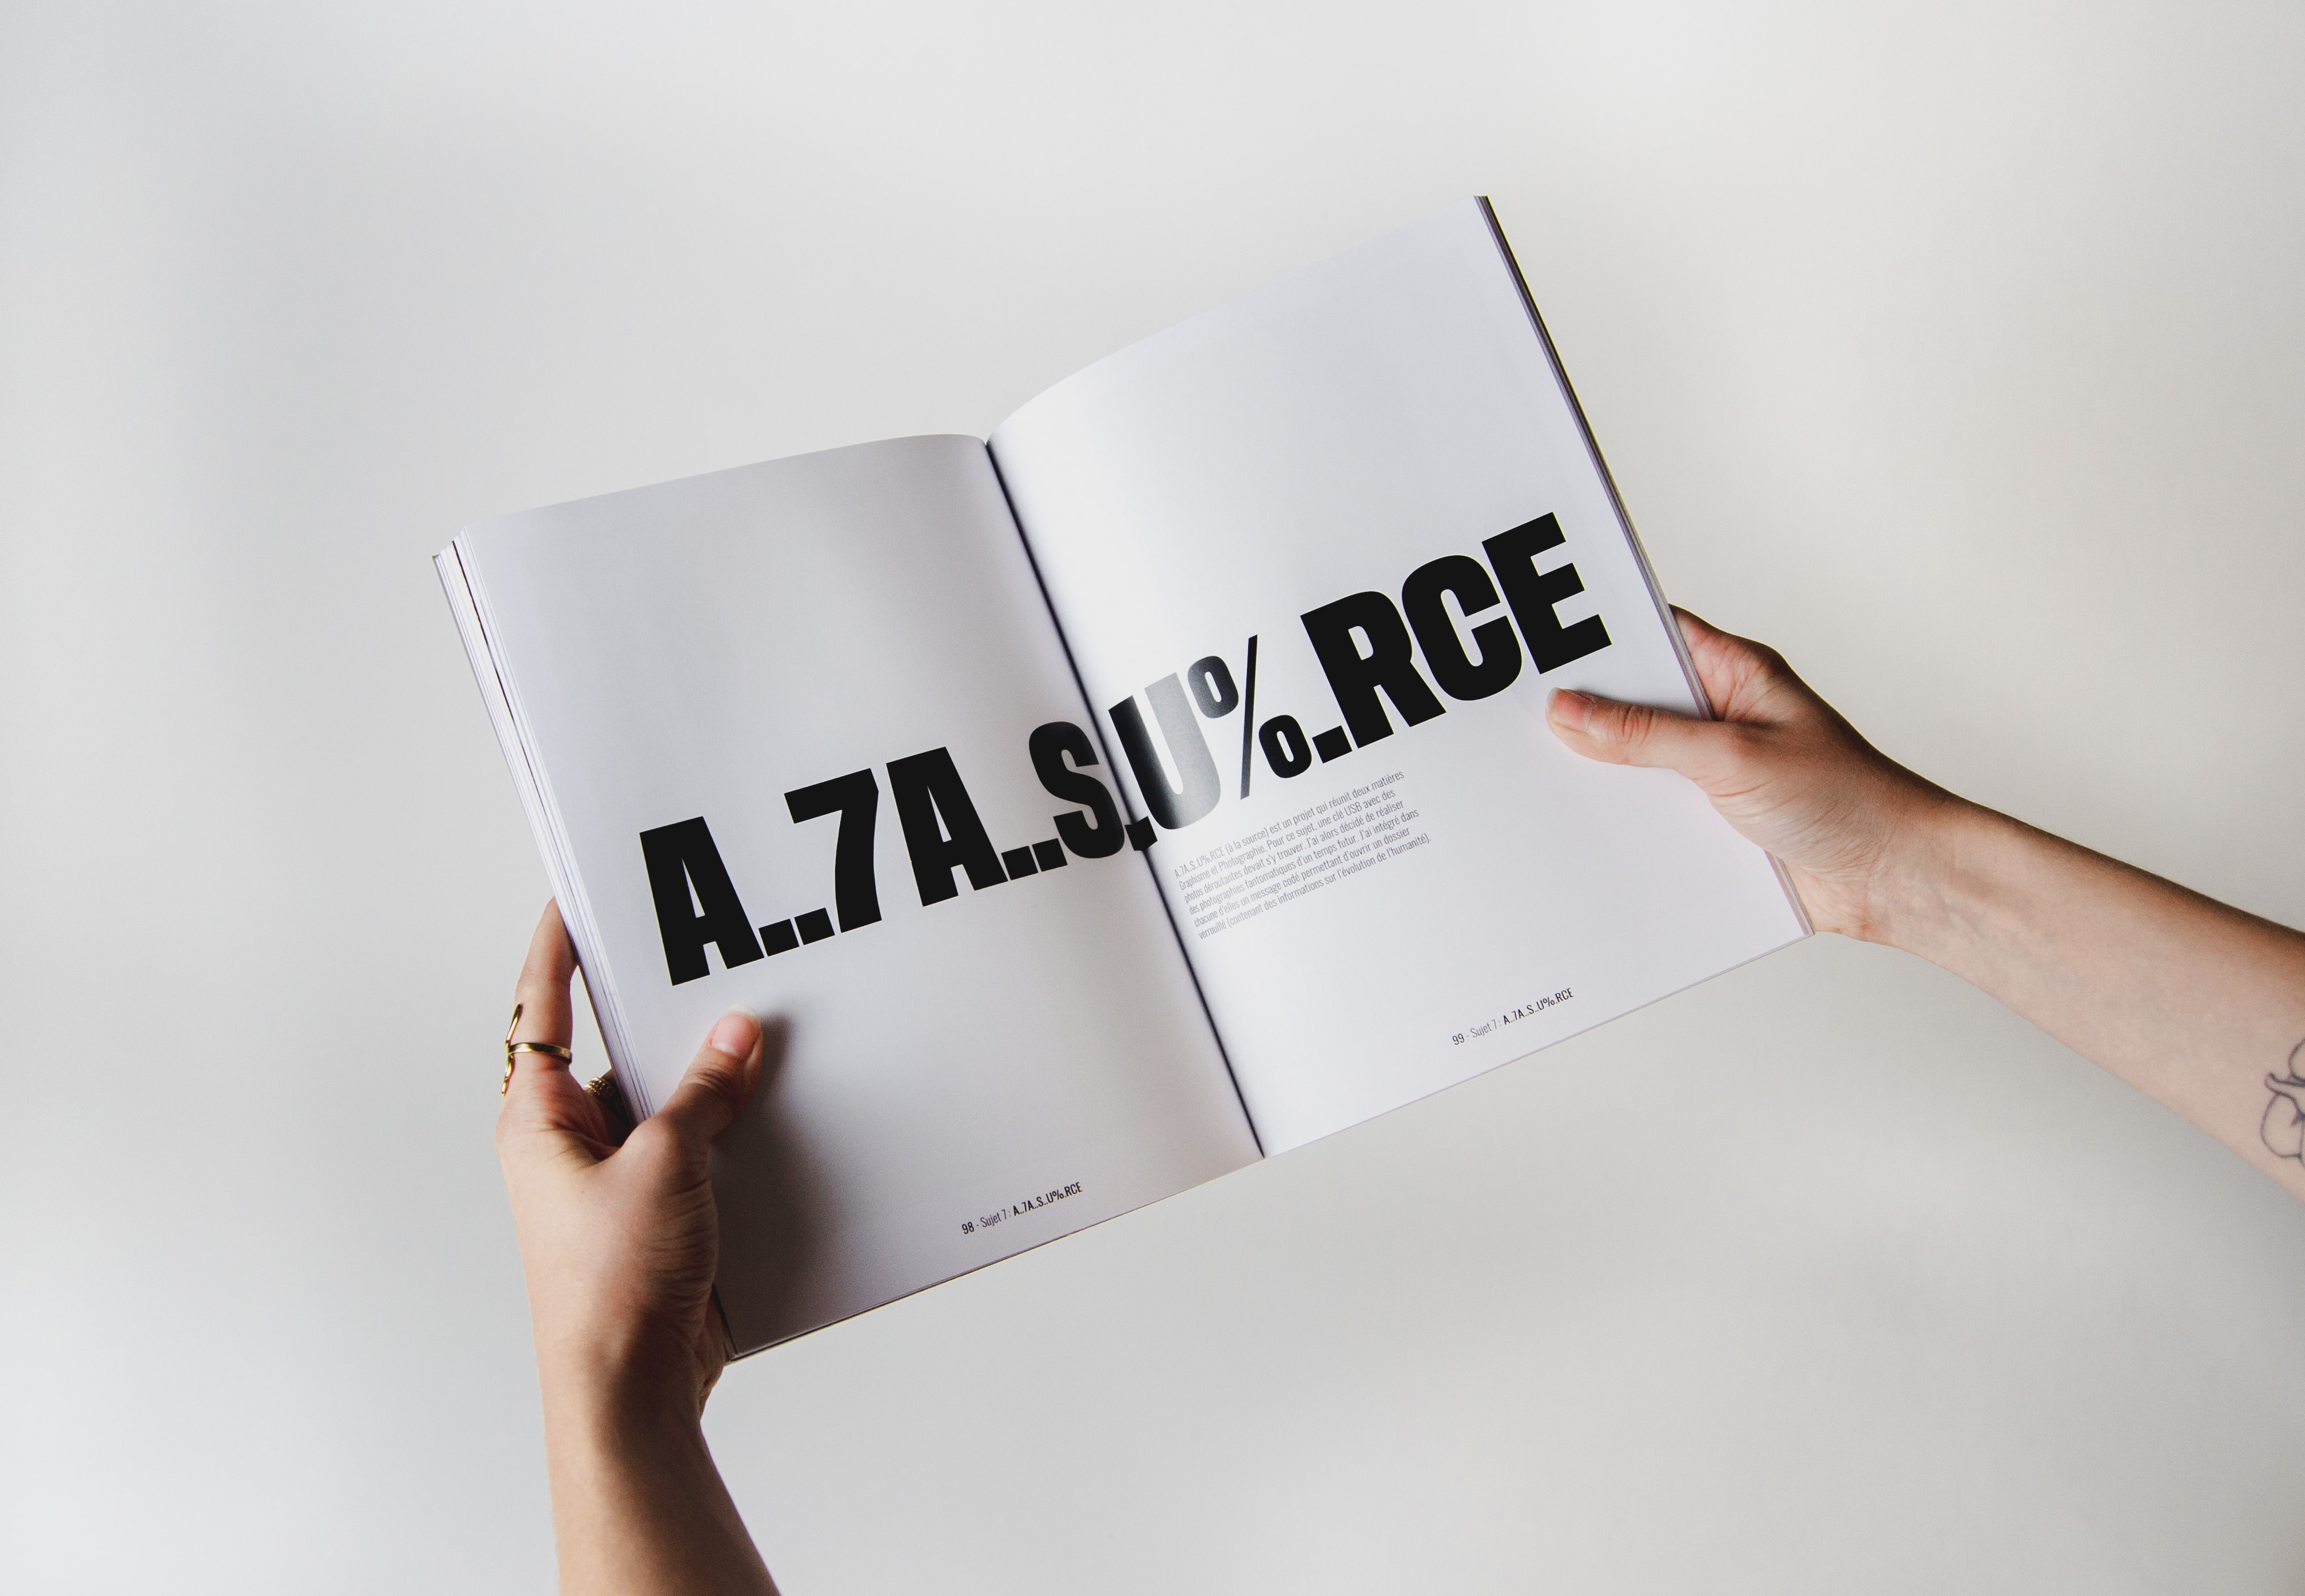 A..7A..S..U%.RCE
A.7A.S.U%.RCE (à la source) est un projet qui réunit deux matières
Graphisme et Photographie. Pour ce sujet, une clé USB avec des
photos déroutantes devait s'y trouver. J'ai alors décidé de réaliser
des photographies fantomatiques d'un temps futur. J'ai intégré dans
chacune d'elles un message codé permettant d'ouvrir un dossier
verrouillé (contenant des informations sur l'évolution de l'humanité).
98 - Sujet 7 : A..7A..S..U%.RCE
99 - Sujet 7 : A..7A..S..U%.RCE